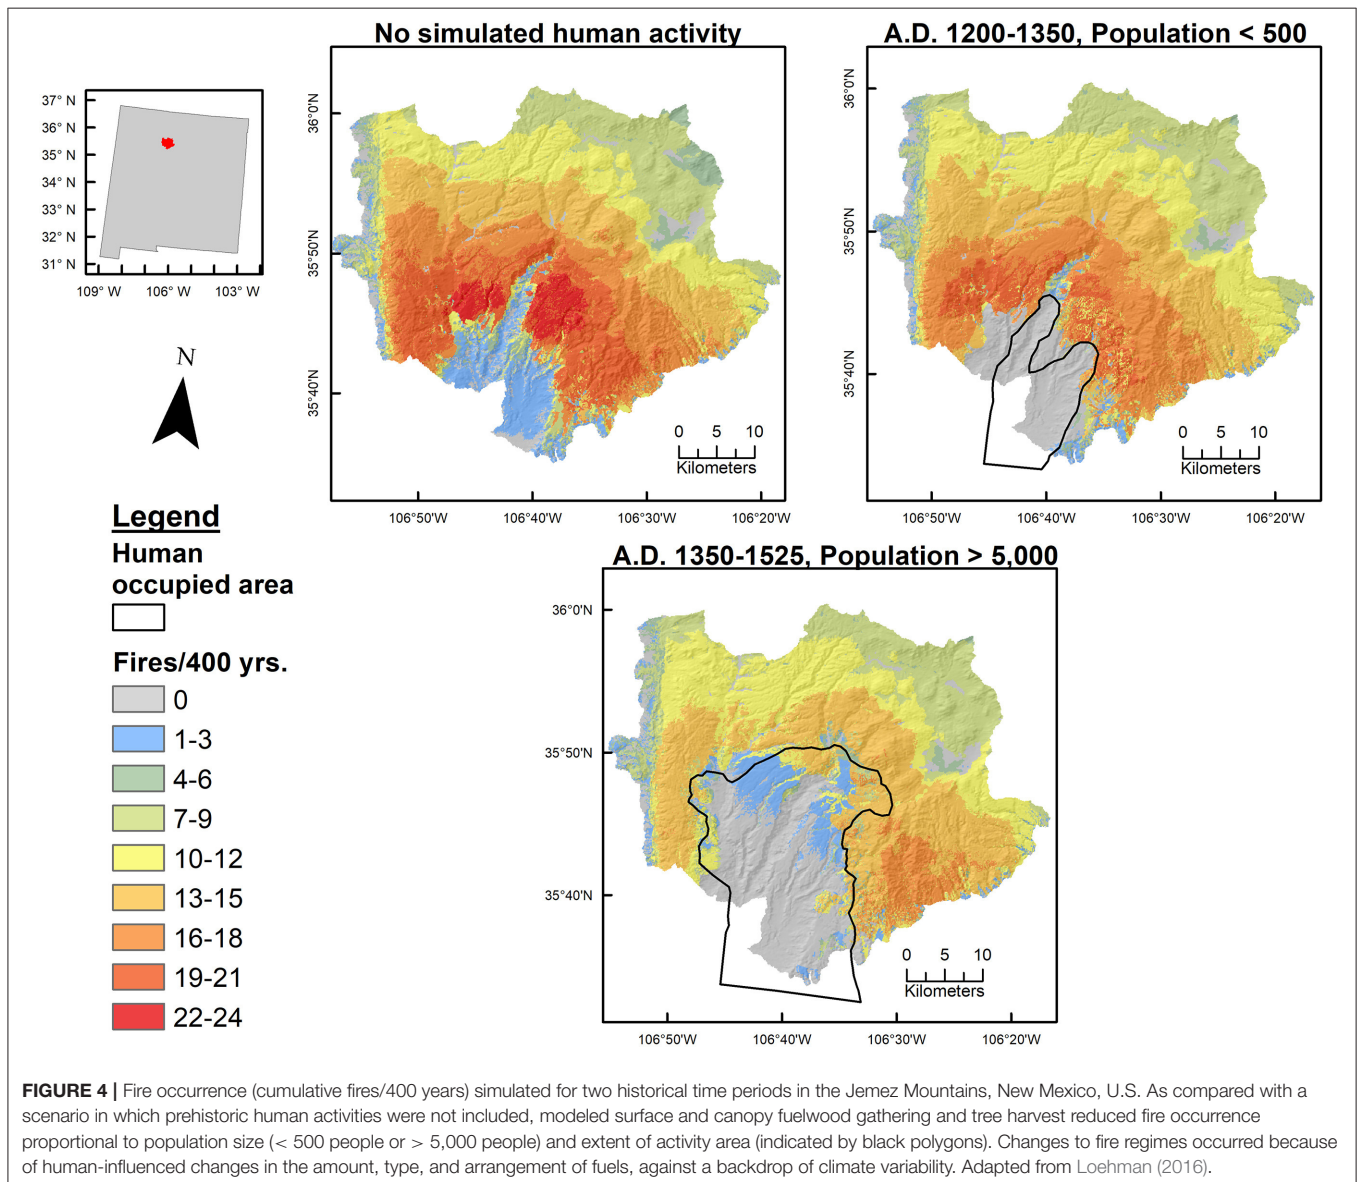 No simulated human activity
36°0'N
35°50'N
35°40'N
0 5 10
Kilometers
106°50'W 106°40'W 106°30'W 106°20'W
A.D. 1200-1350, Population < 500
36°0'N
35°50'N
35°40'N
0 5 10
Kilometers
106°50'W 106°40'W 106°30'W 106°20'W
37° N
36° N
35° N
34° N
33° N
32° N
31° N
109° W 106° W 103° W
N
Legend
Human
occupied area
Fires/400 yrs.
0
1-3
4-6
7-9
10-12
13-15
16-18
19-21
22-24
A.D. 1350-1525, Population > 5,000
36°0'N
35°50'N
35°40'N
0 5 10
Kilometers
106°50'W 106°40'W 106°30'W 106°20'W
FIGURE 4 | Fire occurrence (cumulative fires/400 years) simulated for two historical time periods in the Jemez Mountains, New Mexico, U.S. As compared with a
scenario in which prehistoric human activities were not included, modeled surface and canopy fuelwood gathering and tree harvest reduced fire occurrence
proportional to population size (< 500 people or > 5,000 people) and extent of activity area (indicated by black polygons). Changes to fire regimes occurred because
of human-influenced changes in the amount, type, and arrangement of fuels, against a backdrop of climate variability. Adapted from Loehman (2016).